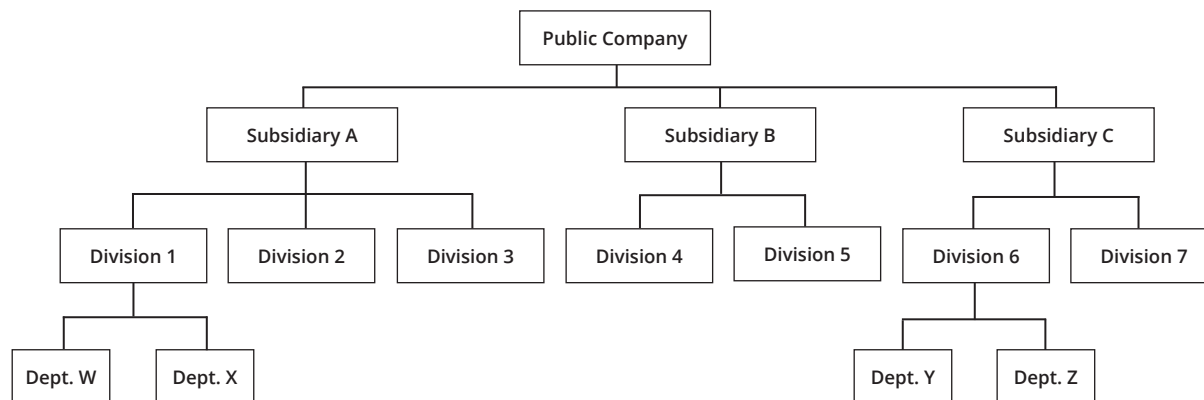 Public Company
Subsidiary A
Subsidiary B
Subsidiary C
Division 1
Division 2
Division 3
Division 4
Division 5
Division 6
Division 7
Dept. W
Dept. X
Dept. Y
Dept. Z